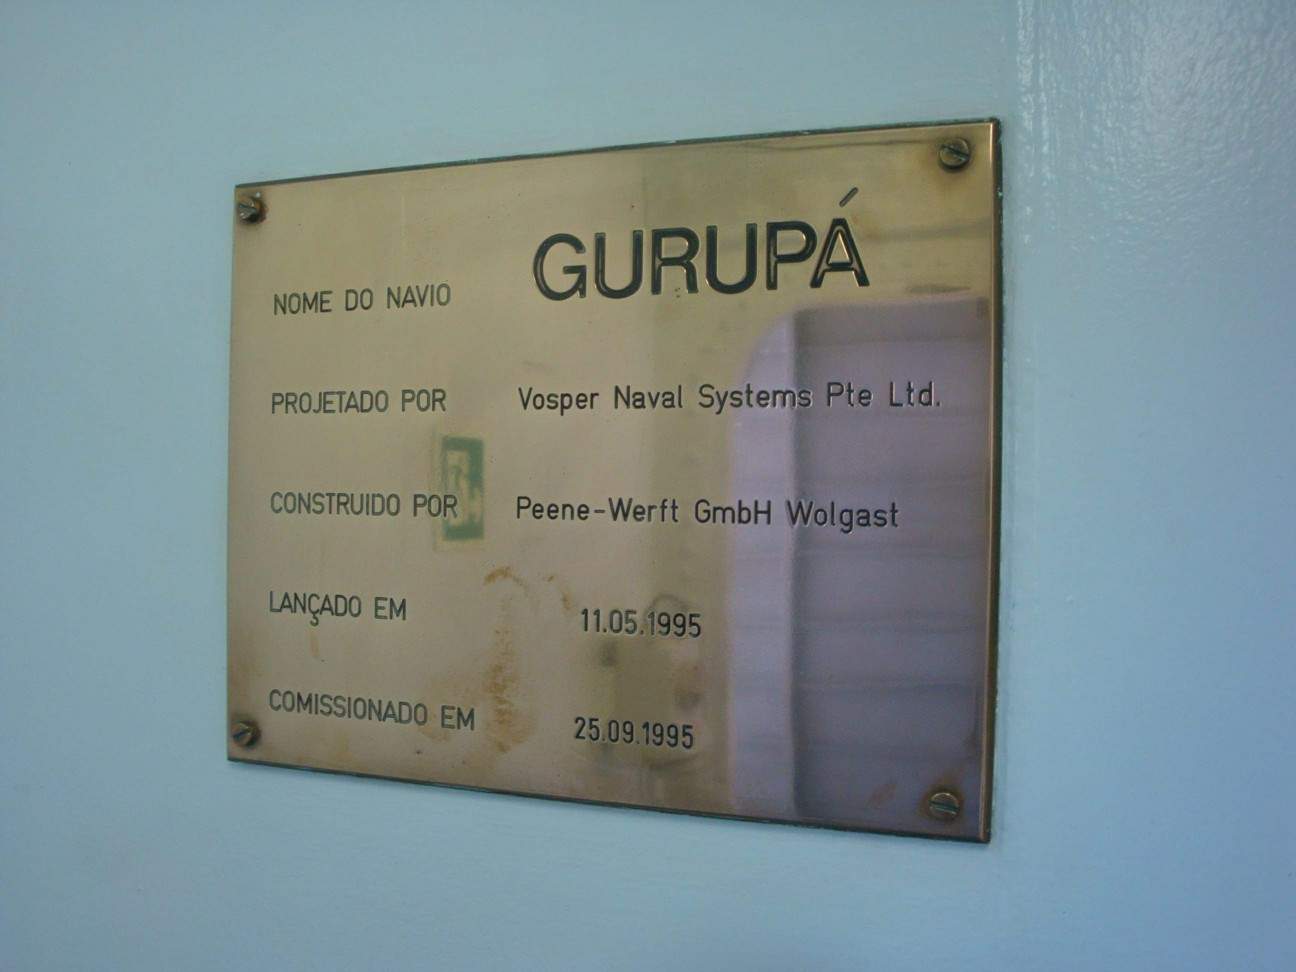 NOME DO NAVIO GURUPÁ
PROJETADO POR Vosper Naval Systems Pte Ltd.
CONSTRUIDO POR Peene-Werft GmbH Wolgast
LANÇADO EM 11.05.1995
COMISSIONADO EM 25.09.1995